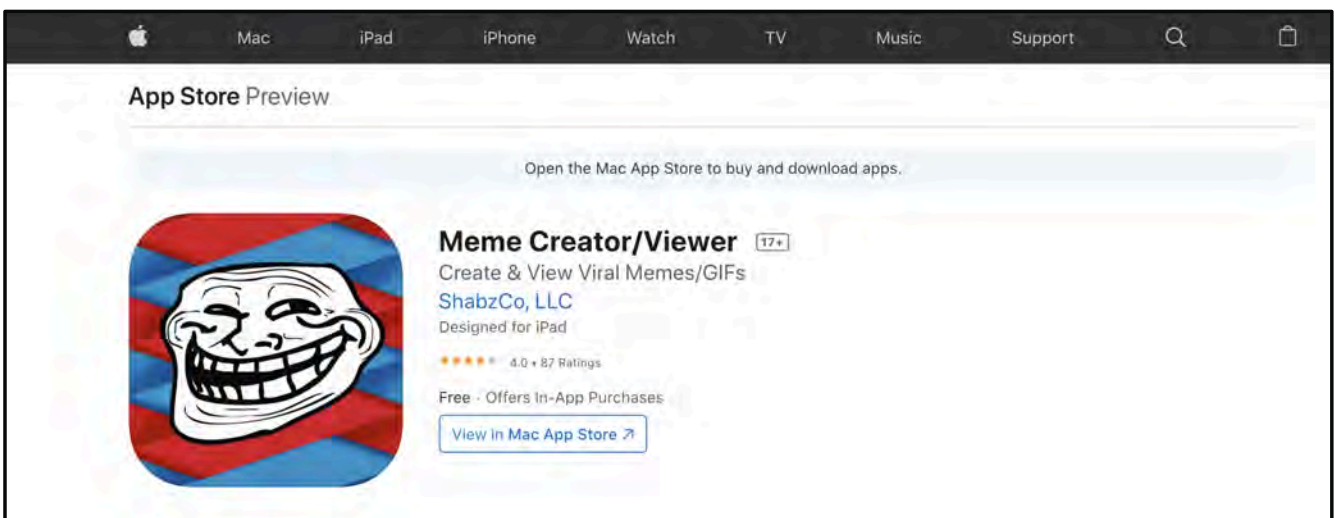 Mac iPad iPhone Watch TV Music Support
App Store Preview
Open the Mac App Store to buy and download apps.
Meme Creator/Viewer 17+
Create & View Viral Memes/GIFs
ShabzCo, LLC
Designed for iPad
4.0 • 87 Ratings
Free · Offers In-App Purchases
View in Mac App Store ↗